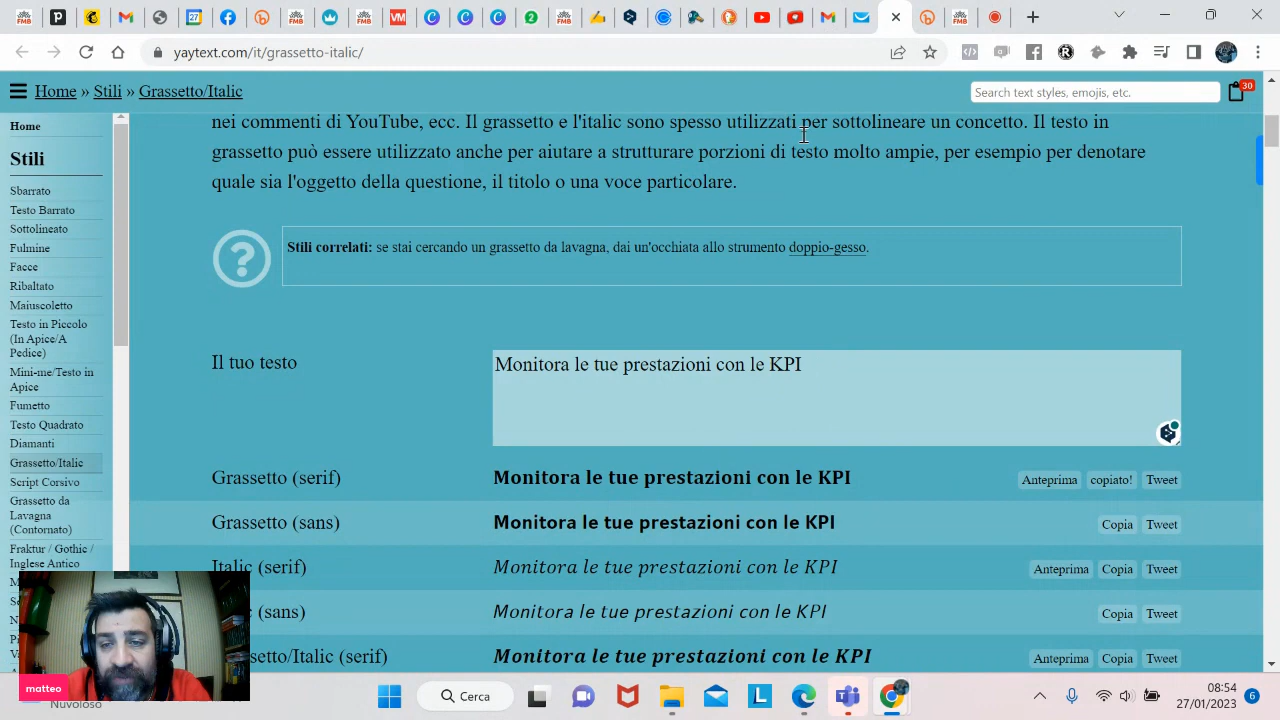 yaytext.com/it/grassetto-italic/
Home » Stili » Grassetto/Italic
Search text styles, emojis, etc.
30
Home
Stili
Sbarrato
Testo Barrato
Sottolineato
Fulmine
Facce
Ribaltato
Maiuscoletto
Testo in Piccolo
(In Apice/A
Pedice)
Mini-me/Testo in
Apice
Fumetto
Testo Quadrato
Diamanti
Grassetto/Italic
Script Corsivo
Grassetto da
Lavagna
(Contornato)
Fraktur / Gothic /
Inglese Antico
nei commenti di YouTube, ecc. Il grassetto e l'italic sono spesso utilizzati per sottolineare un concetto. Il testo in
grassetto può essere utilizzato anche per aiutare a strutturare porzioni di testo molto ampie, per esempio per denotare
quale sia l'oggetto della questione, il titolo o una voce particolare.
Stili correlati: se stai cercando un grassetto da lavagna, dai un'occhiata allo strumento doppio-gesso.
Il tuo testo
Monitora le tue prestazioni con le KPI
Grassetto (serif) Monitora le tue prestazioni con le KPI Anteprima copiato! Tweet
Grassetto (sans) Monitora le tue prestazioni con le KPI Copia Tweet
Italic (serif) Monitora le tue prestazioni con le KPI Anteprima Copia Tweet
(sans) Monitora le tue prestazioni con le KPI Copia Tweet
/Italic (serif) Monitora le tue prestazioni con le KPI Anteprima Copia Tweet
matteo
Nuvoloso
Cerca
08:54
27/01/2023
6